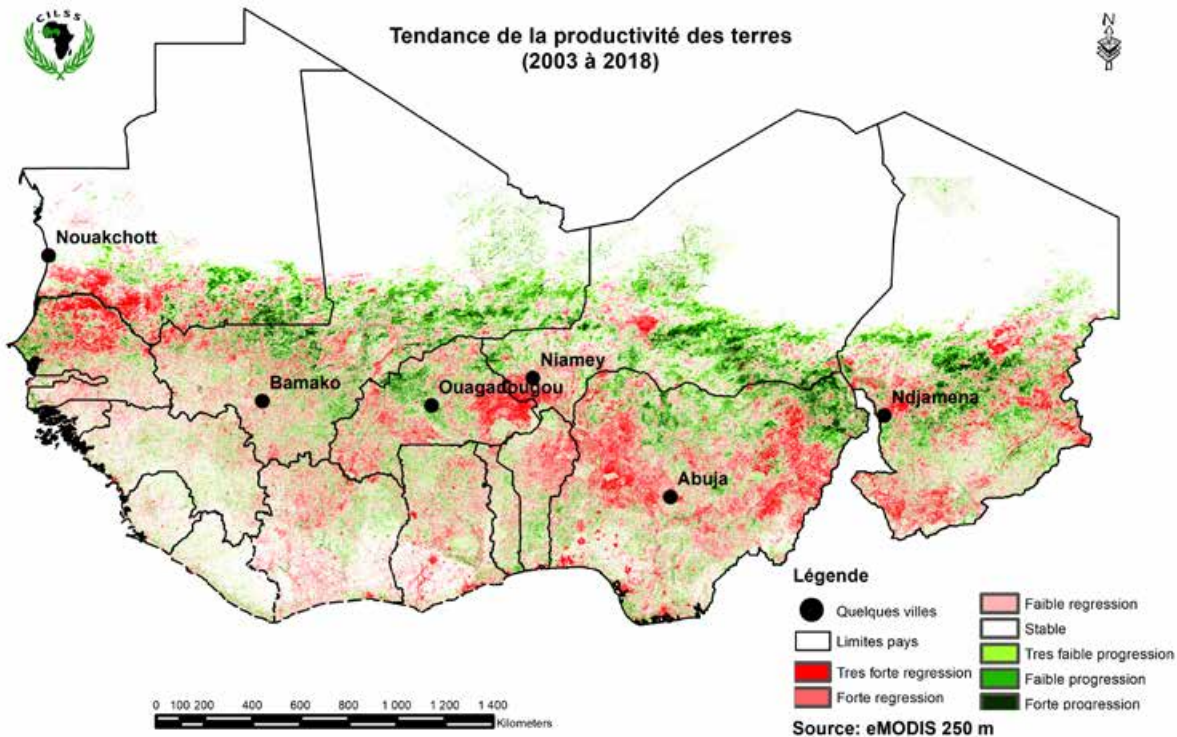 CILSS
Tendance de la productivité des terres
(2003 à 2018)
N
Nouakchott
Niamey
Bamako
Ouagadougou
Ndjamena
Abuja
Légende
Quelques villes
Limites pays
Tres forte regression
Forte regression
Faible regression
Stable
Tres faible progression
Faible progression
Forte progression
0 100 200 400 600 800 1 000 1 200 1 400
Kilometers
Source: eMODIS 250 m